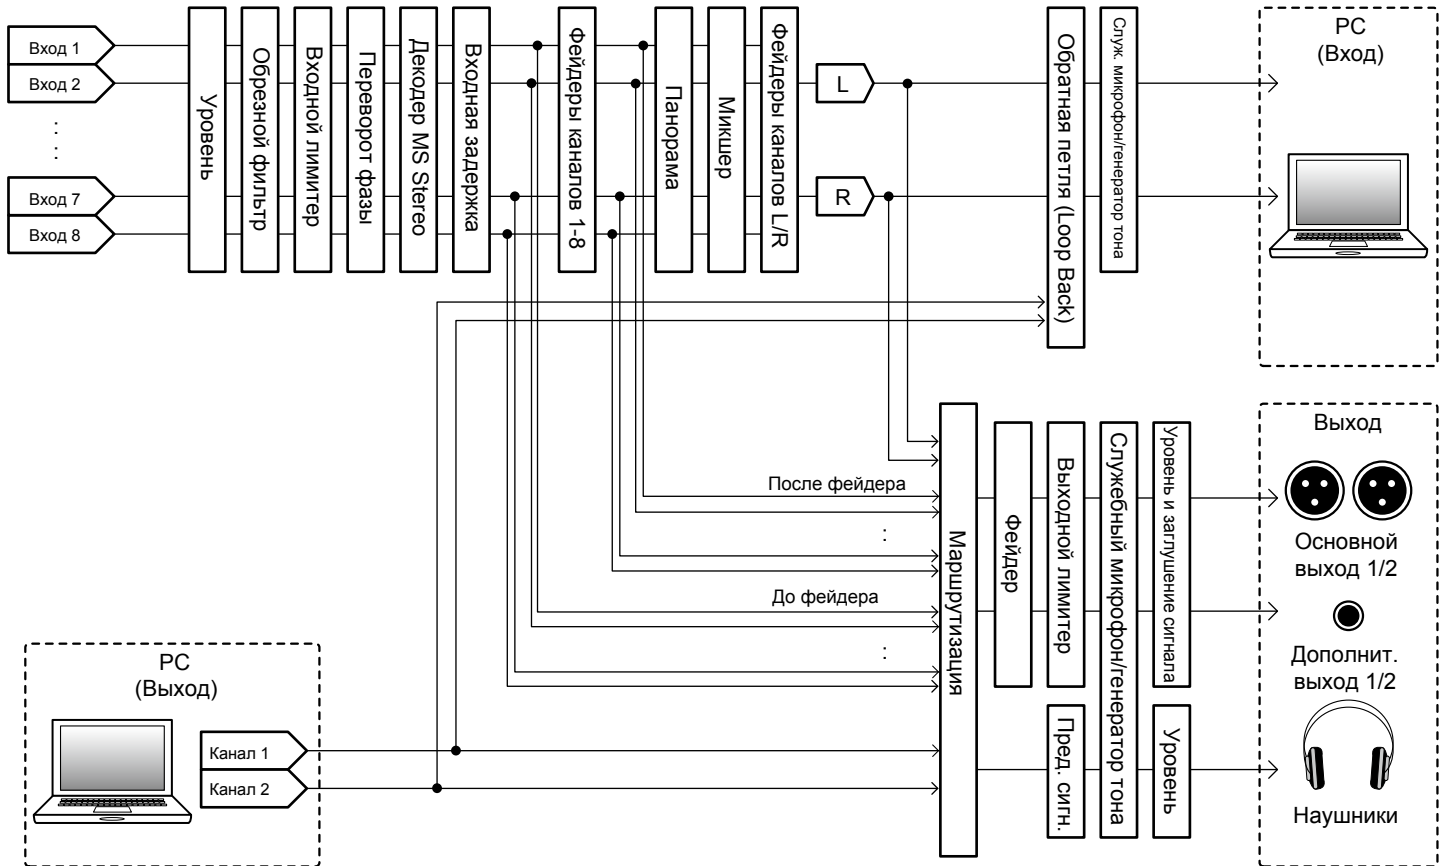 Вход 1
Вход 2
. . . .
Вход 7
Вход 8
Уровень
Обрезной фильтр
Входной лимитер
Переворот фазы
Декодер MS Stereo
Входная задержка
Фейдеры каналов 1-8
Панорама
Микшер
Фейдеры каналов L/R
L
R
Обратная петля (Loop Back)
Служ. микрофон/генератор тона
PC
(Вход)
После фейдера
:
До фейдера
:
Маршрутизация
Фейдер
Выходной лимитер
Служебный микрофон/генератор тона
Уровень и заглушение сигнала
Пред. сигн.
Уровень
Выход
Основной
выход 1/2
Дополнит.
выход 1/2
Наушники
PC
(Выход)
Канал 1
Канал 2